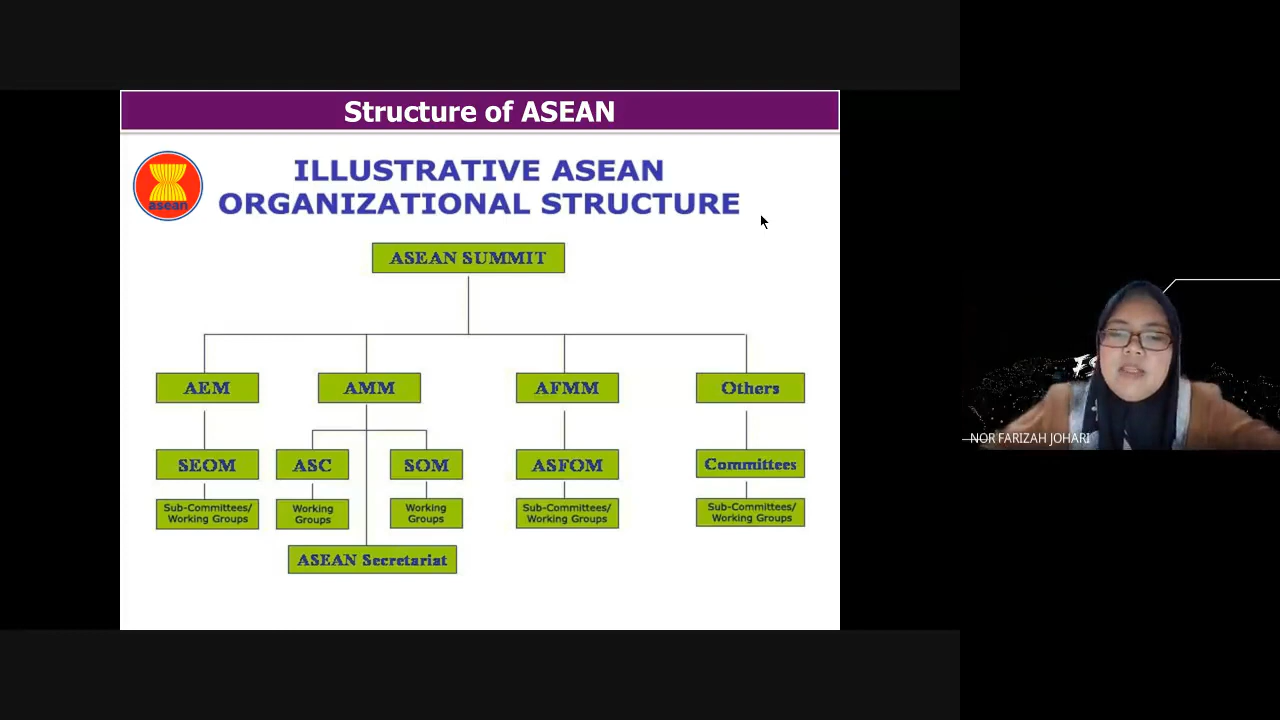 Structure of ASEAN
asean
ILLUSTRATIVE ASEAN
ORGANIZATIONAL STRUCTURE
ASEAN SUMMIT
AEM
AMM
AFMM
Others
SEOM
ASC
SOM
ASFOM
Committees
Sub-Committees/
Working Groups
Working
Groups
Working
Groups
Sub-Committees/
Working Groups
Sub-Committees/
Working Groups
ASEAN Secretariat
NOR FARIZAH JOHARI